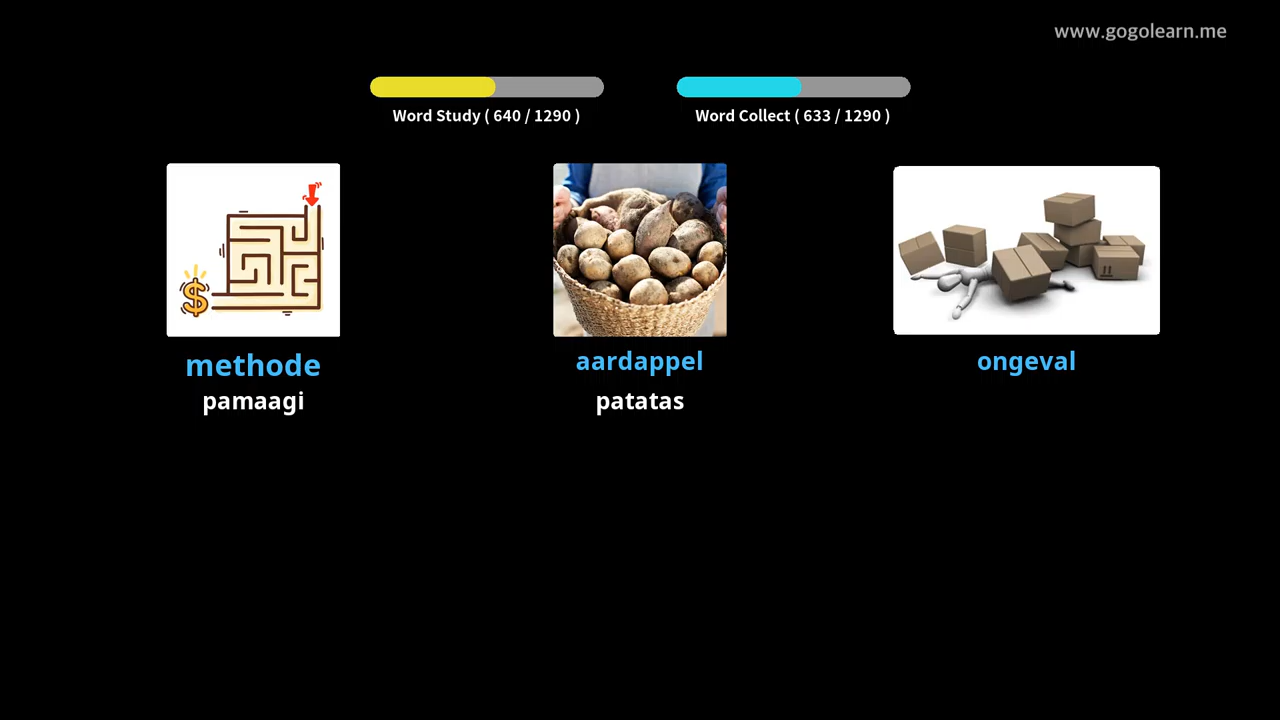 www.gogolearn.me
Word Study ( 640 / 1290 )
Word Collect ( 633 / 1290 )
methode
aardappel
ongeval
pamaagi
patatas